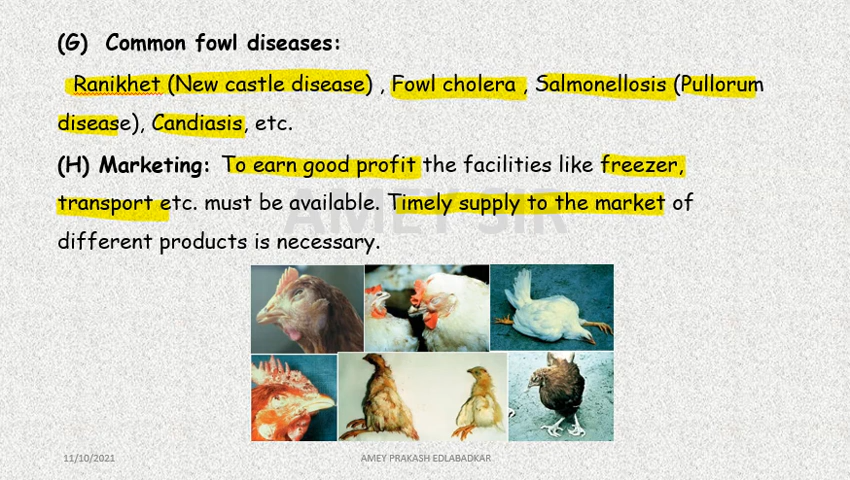 (G) Common fowl diseases:
Ranikhet (New castle disease) , Fowl cholera , Salmonellosis (Pullorum
disease), Candiasis, etc.
(H) Marketing: To earn good profit the facilities like freezer,
transport etc. must be available. Timely supply to the market of
different products is necessary.
AMEY SIR
11/10/2021
AMEY PRAKASH EDLABADKAR